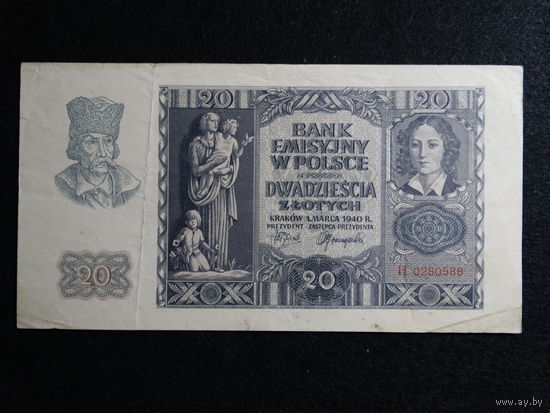 20 20
BANK
EMISYJNY
W POLSCE
DWADZIEŚCIA
ZŁOTYCH
KRAKÓW 1. MARCA 1940 R.
PREZYDENT - ZASTĘPCA PREZYDENTA
H 0280588
20 20
www.ay.by